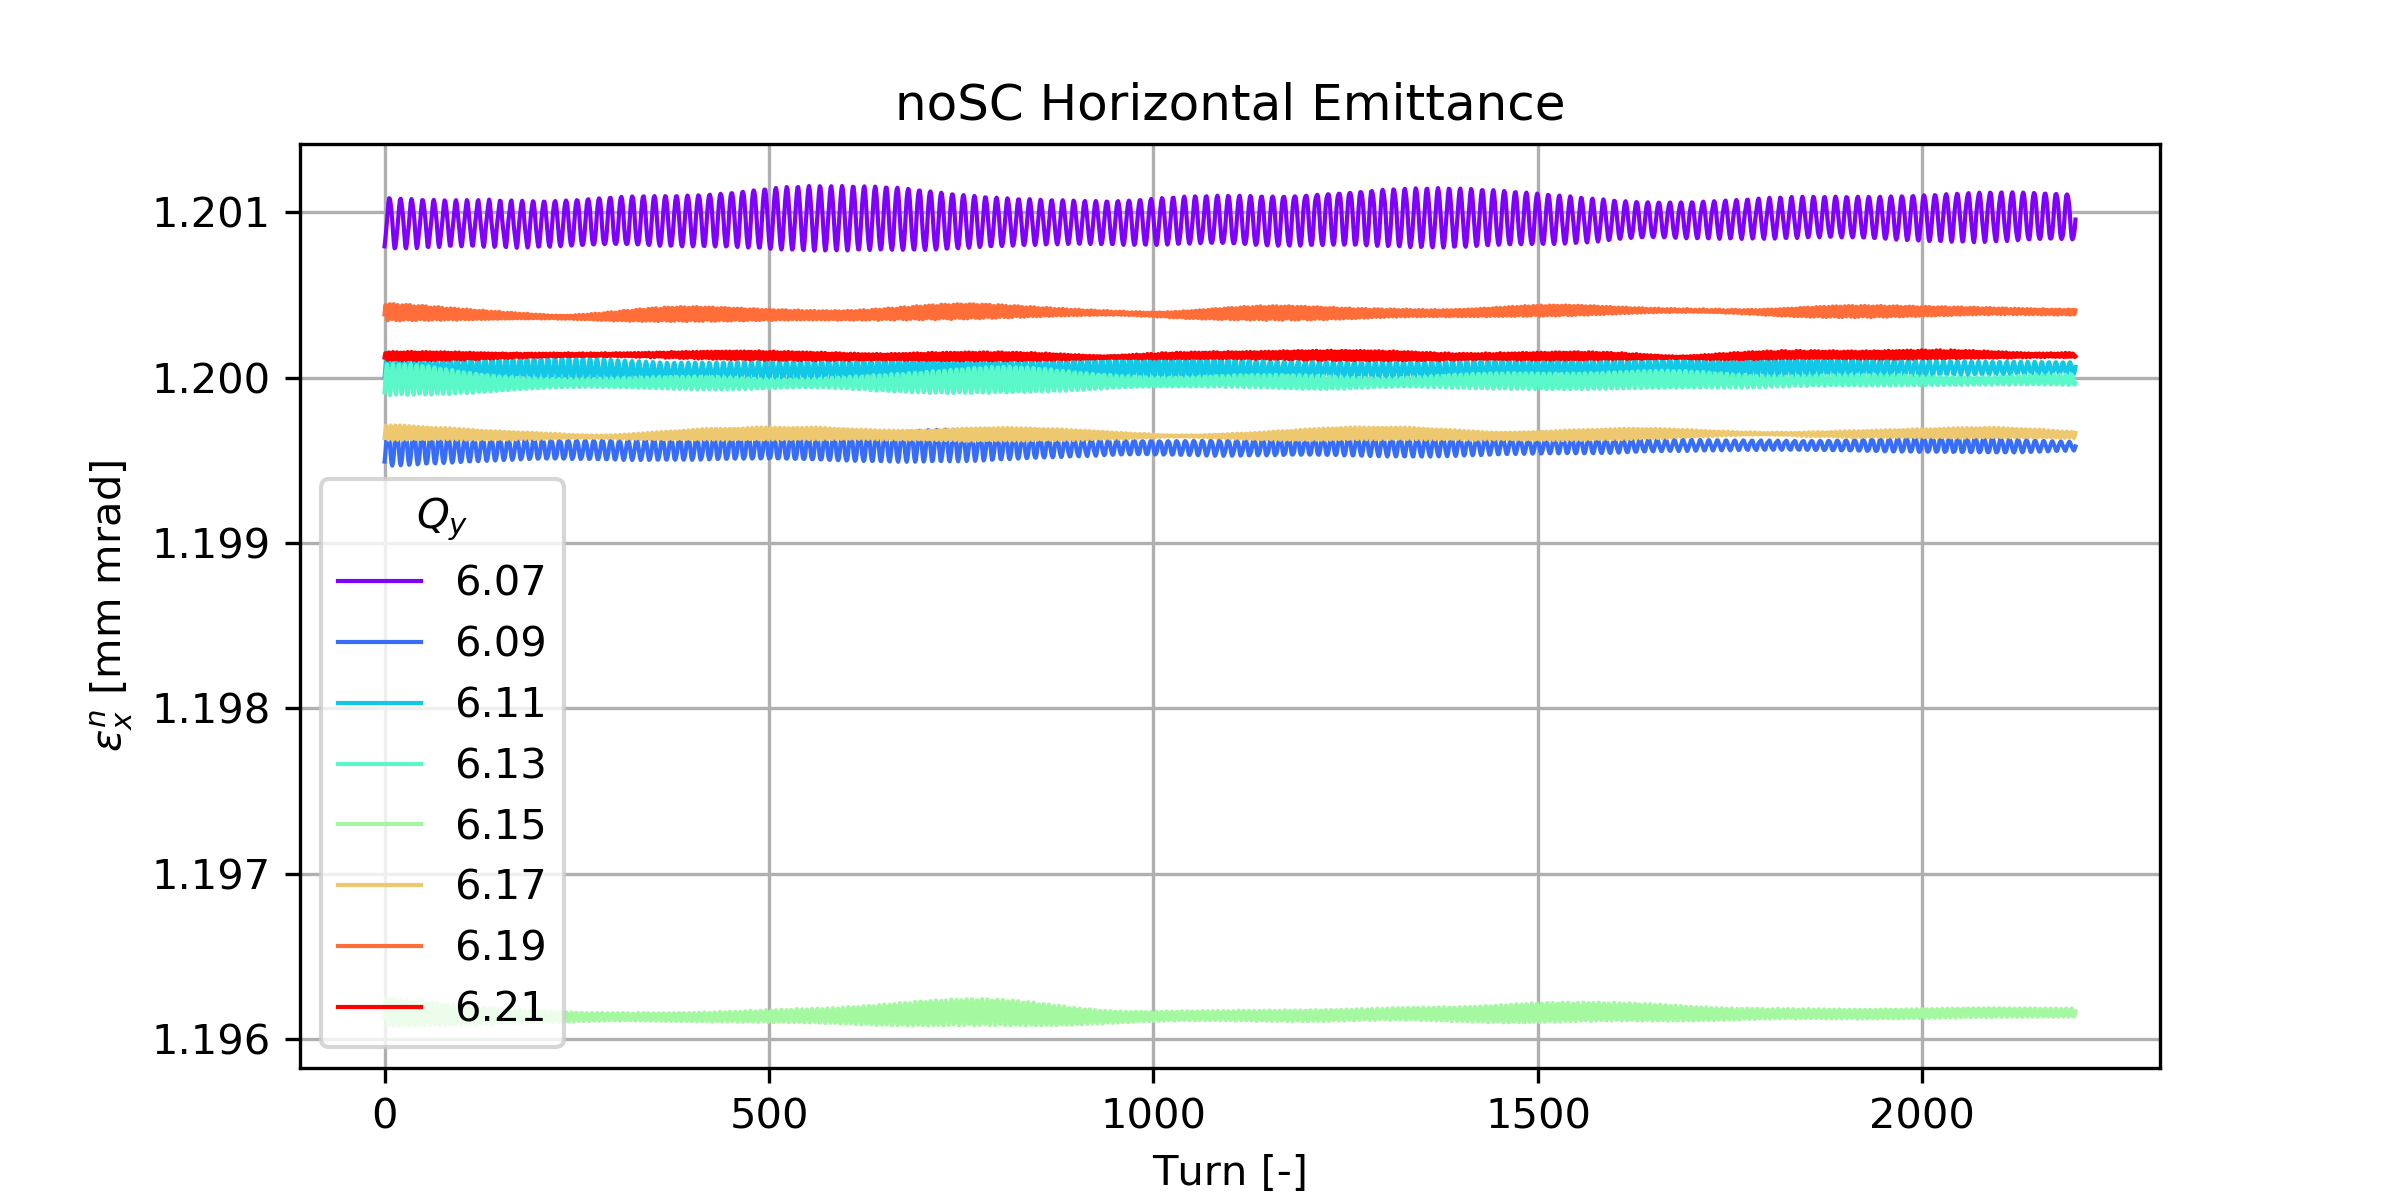 noSC Horizontal Emittance
1.201
1.200
1.199
1.198
1.197
1.196
ε_x^n [mm mrad]
Q_y
6.07
6.09
6.11
6.13
6.15
6.17
6.19
6.21
0 500 1000 1500 2000
Turn [-]